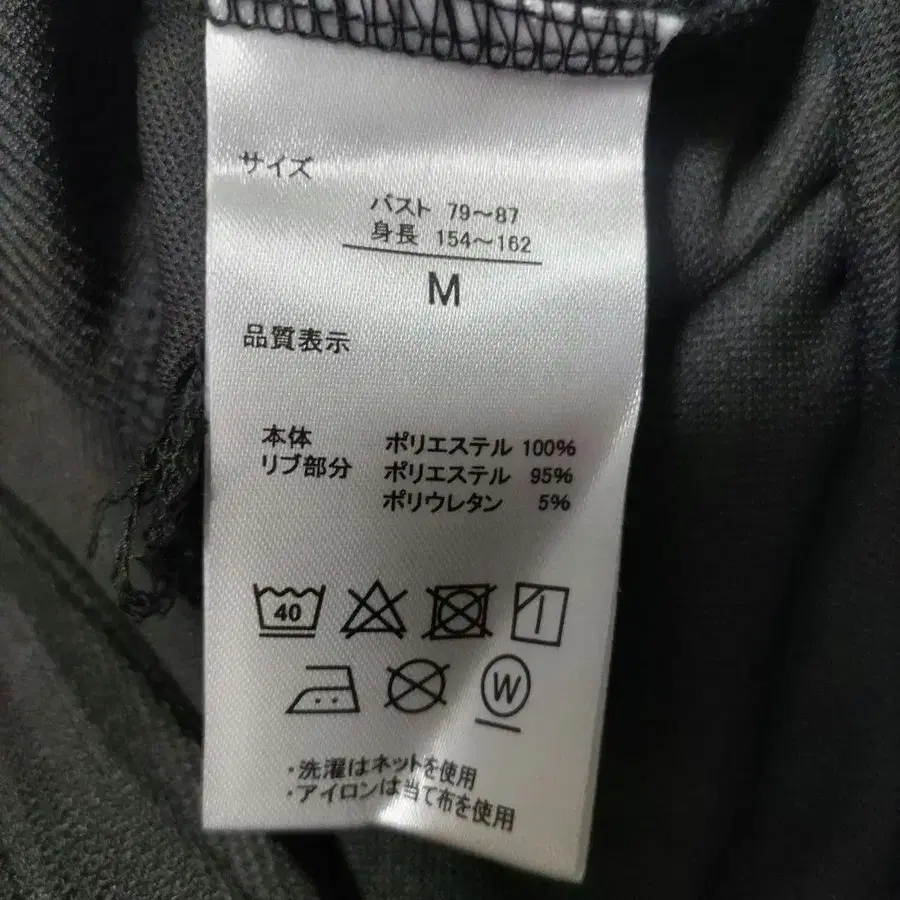 サイズ
バスト 79〜87
身長 154〜162
M
品質表示
本体 ポリエステル 100%
リブ部分 ポリエステル 95%
ポリウレタン 5%
40
W
・洗濯はネットを使用
・アイロンは当て布を使用